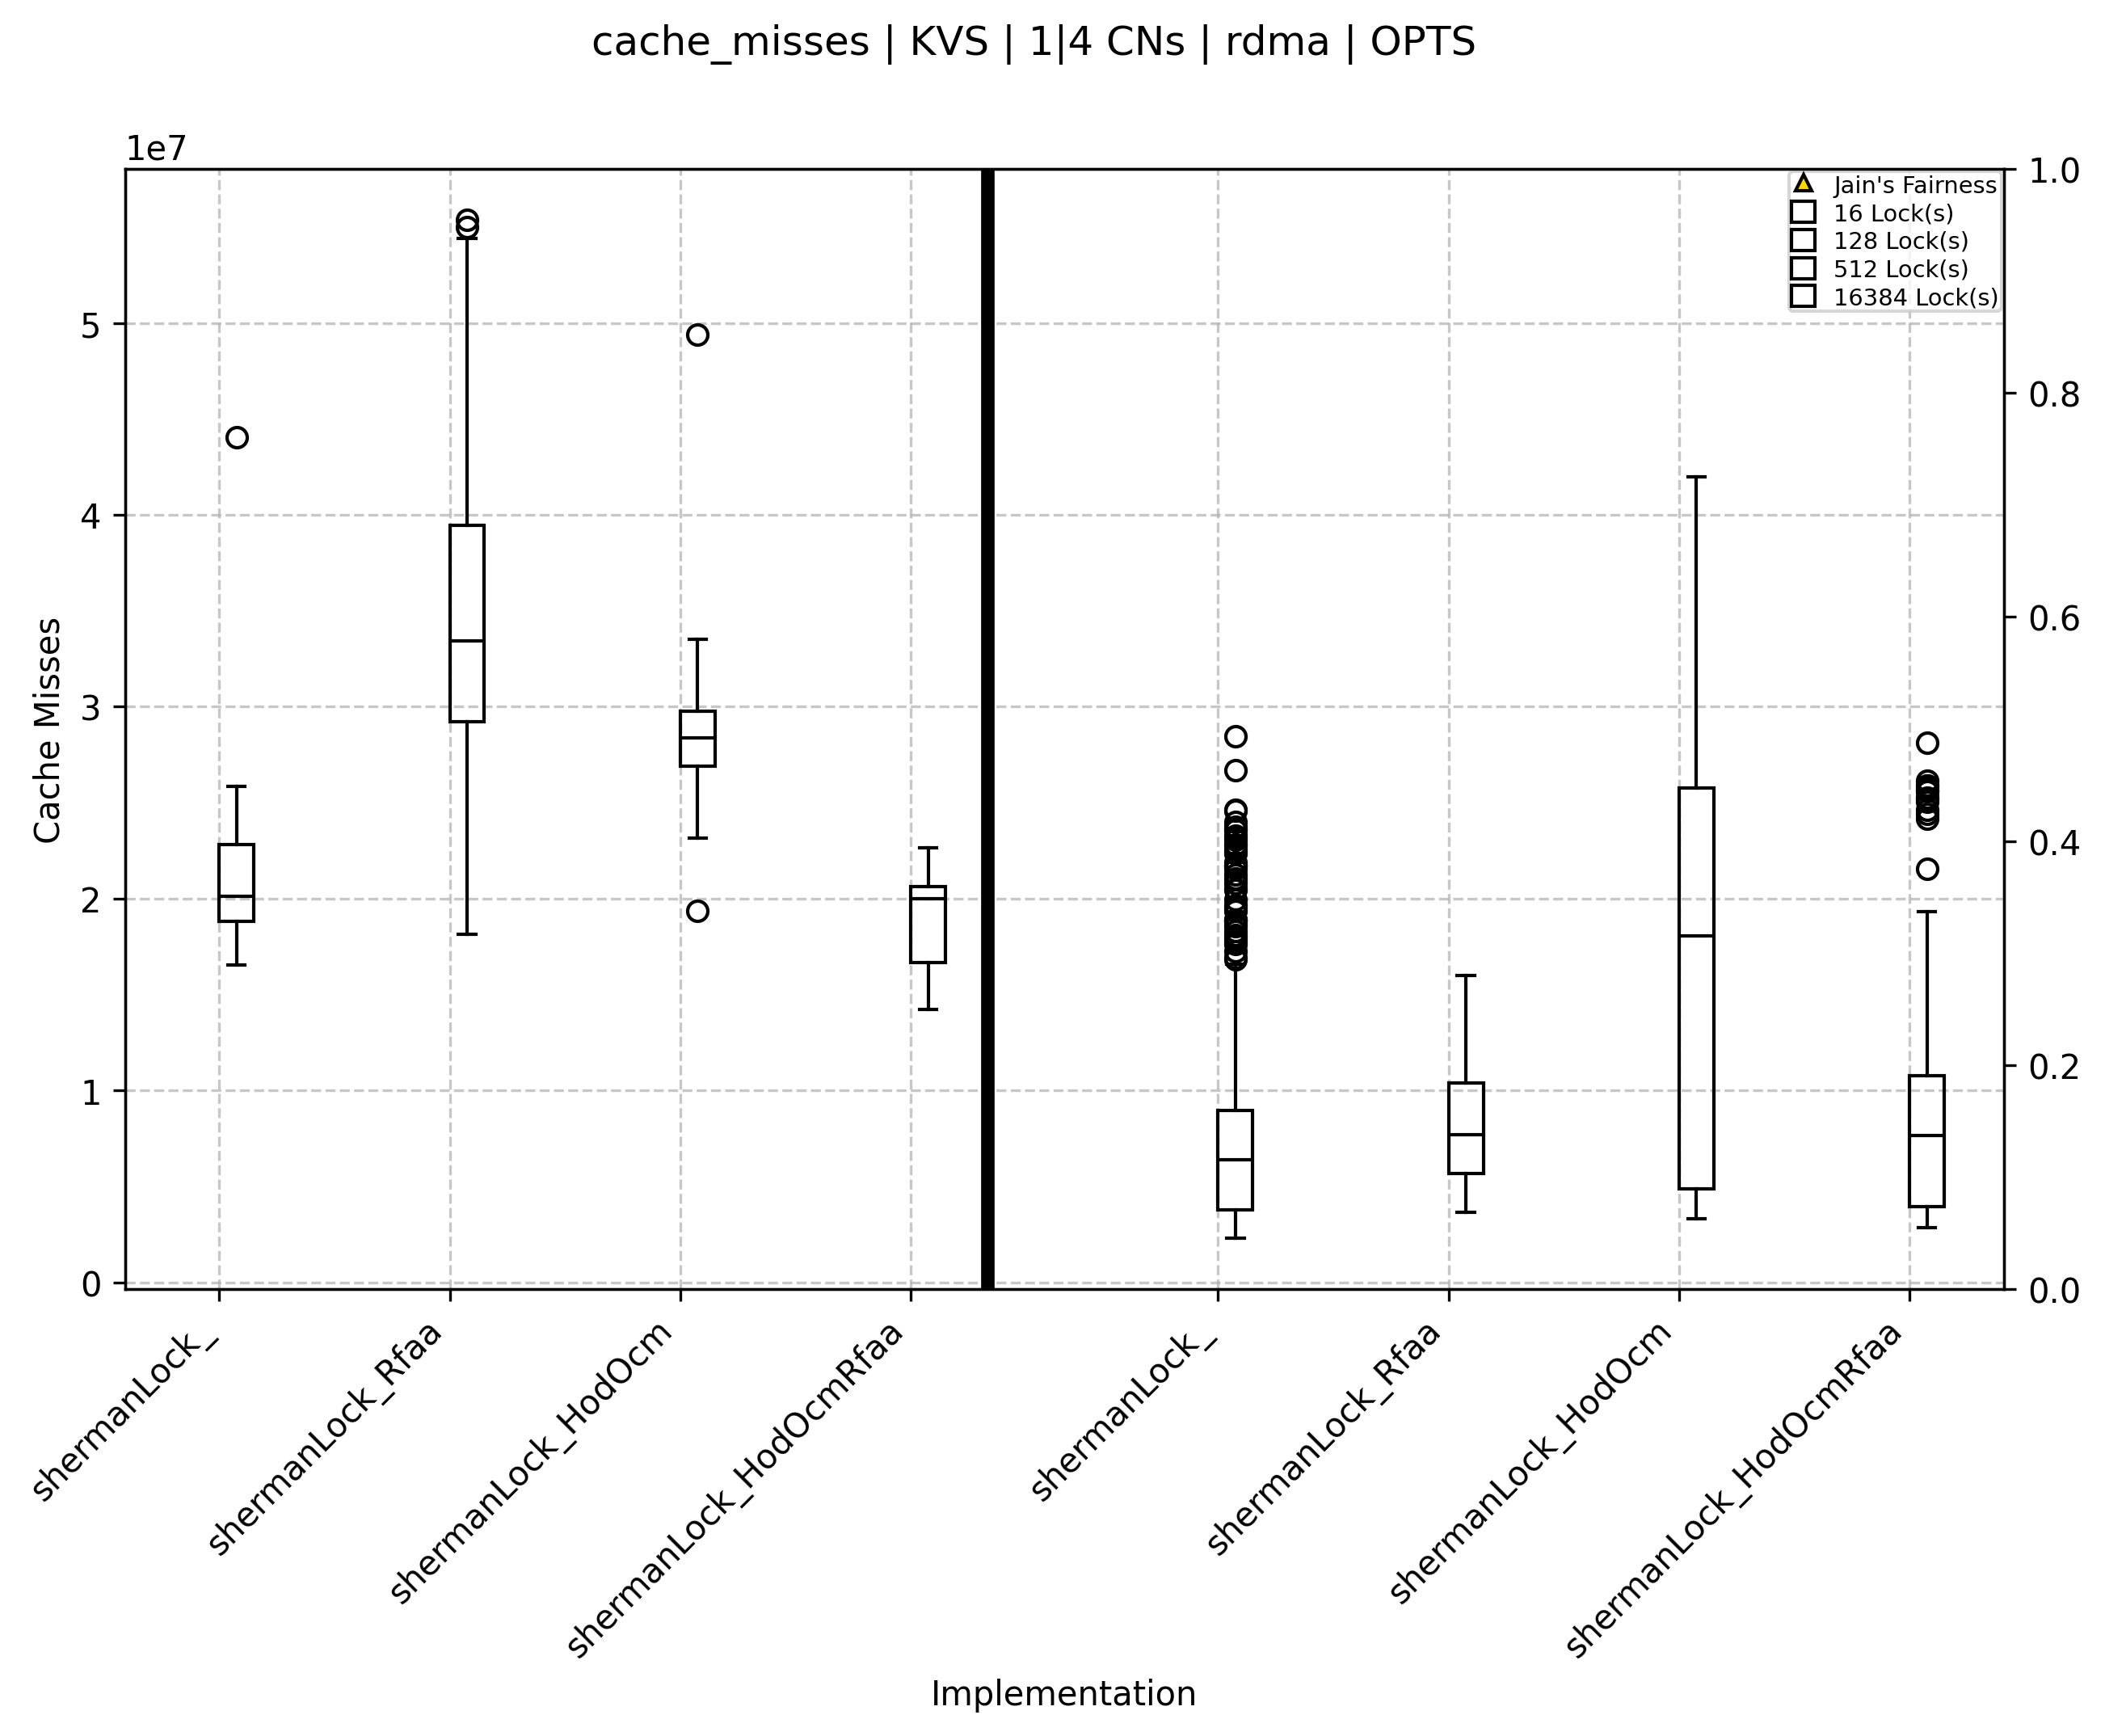 cache_misses | KVS | 1|4 CNs | rdma | OPTS
1e7
Jain's Fairness
16 Lock(s)
128 Lock(s)
512 Lock(s)
16384 Lock(s)
5
4
3
2
1
0
Cache Misses
1.0
0.8
0.6
0.4
0.2
0.0
shermanLock_
shermanLock_Rfaa
shermanLock_HodOcm
shermanLock_HodOcmRfaa
shermanLock_
shermanLock_Rfaa
shermanLock_HodOcm
shermanLock_HodOcmRfaa
Implementation